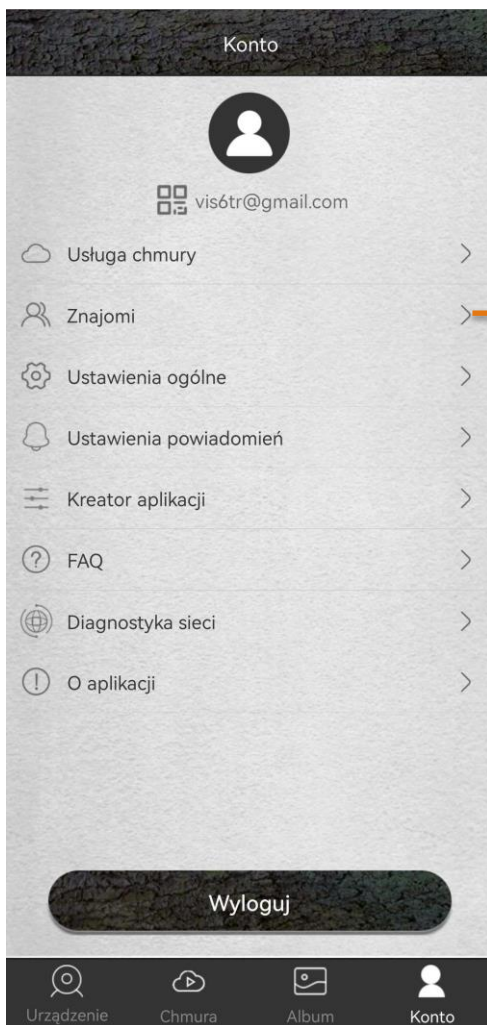 Konto
vis6tr@gmail.com
Usługa chmury
Znajomi
Ustawienia ogólne
Ustawienia powiadomień
Kreator aplikacji
FAQ
Diagnostyka sieci
O aplikacji
Wyloguj
Urządzenie
Chmura
Album
Konto